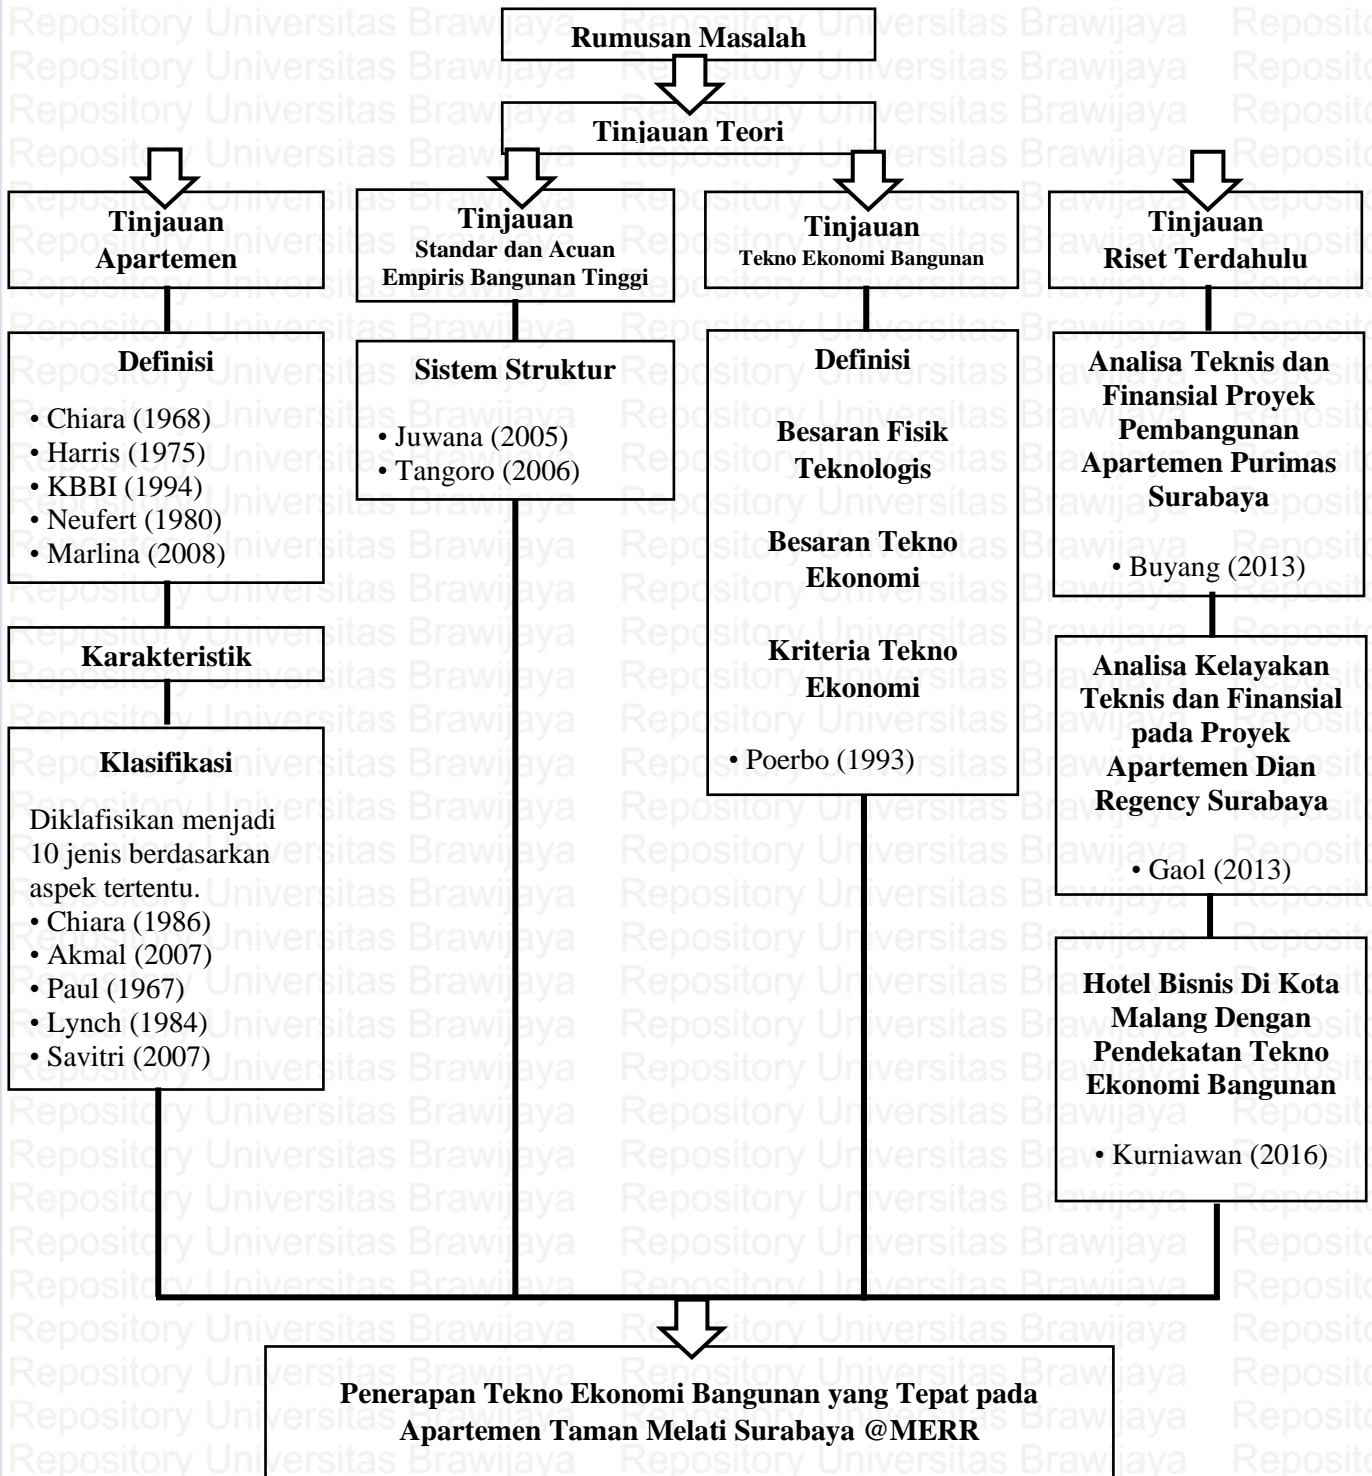 Rumusan Masalah
Tinjauan Teori
Tinjauan
Apartemen
Definisi
• Chiara (1968)
• Harris (1975)
• KBBI (1994)
• Neufert (1980)
• Marlina (2008)
Karakteristik
Klasifikasi
Diklafisikan menjadi
10 jenis berdasarkan
aspek tertentu.
• Chiara (1986)
• Akmal (2007)
• Paul (1967)
• Lynch (1984)
• Savitri (2007)
Tinjauan
Standar dan Acuan
Empiris Bangunan Tinggi
Sistem Struktur
• Juwana (2005)
• Tangoro (2006)
Tinjauan
Tekno Ekonomi Bangunan
Definisi
Besaran Fisik
Teknologis
Besaran Tekno
Ekonomi
Kriteria Tekno
Ekonomi
• Poerbo (1993)
Tinjauan
Riset Terdahulu
Analisa Teknis dan
Finansial Proyek
Pembangunan
Apartemen Purimas
Surabaya
• Buyang (2013)
Analisa Kelayakan
Teknis dan Finansial
pada Proyek
Apartemen Dian
Regency Surabaya
• Gaol (2013)
Hotel Bisnis Di Kota
Malang Dengan
Pendekatan Tekno
Ekonomi Bangunan
• Kurniawan (2016)
Penerapan Tekno Ekonomi Bangunan yang Tepat pada
Apartemen Taman Melati Surabaya @MERR